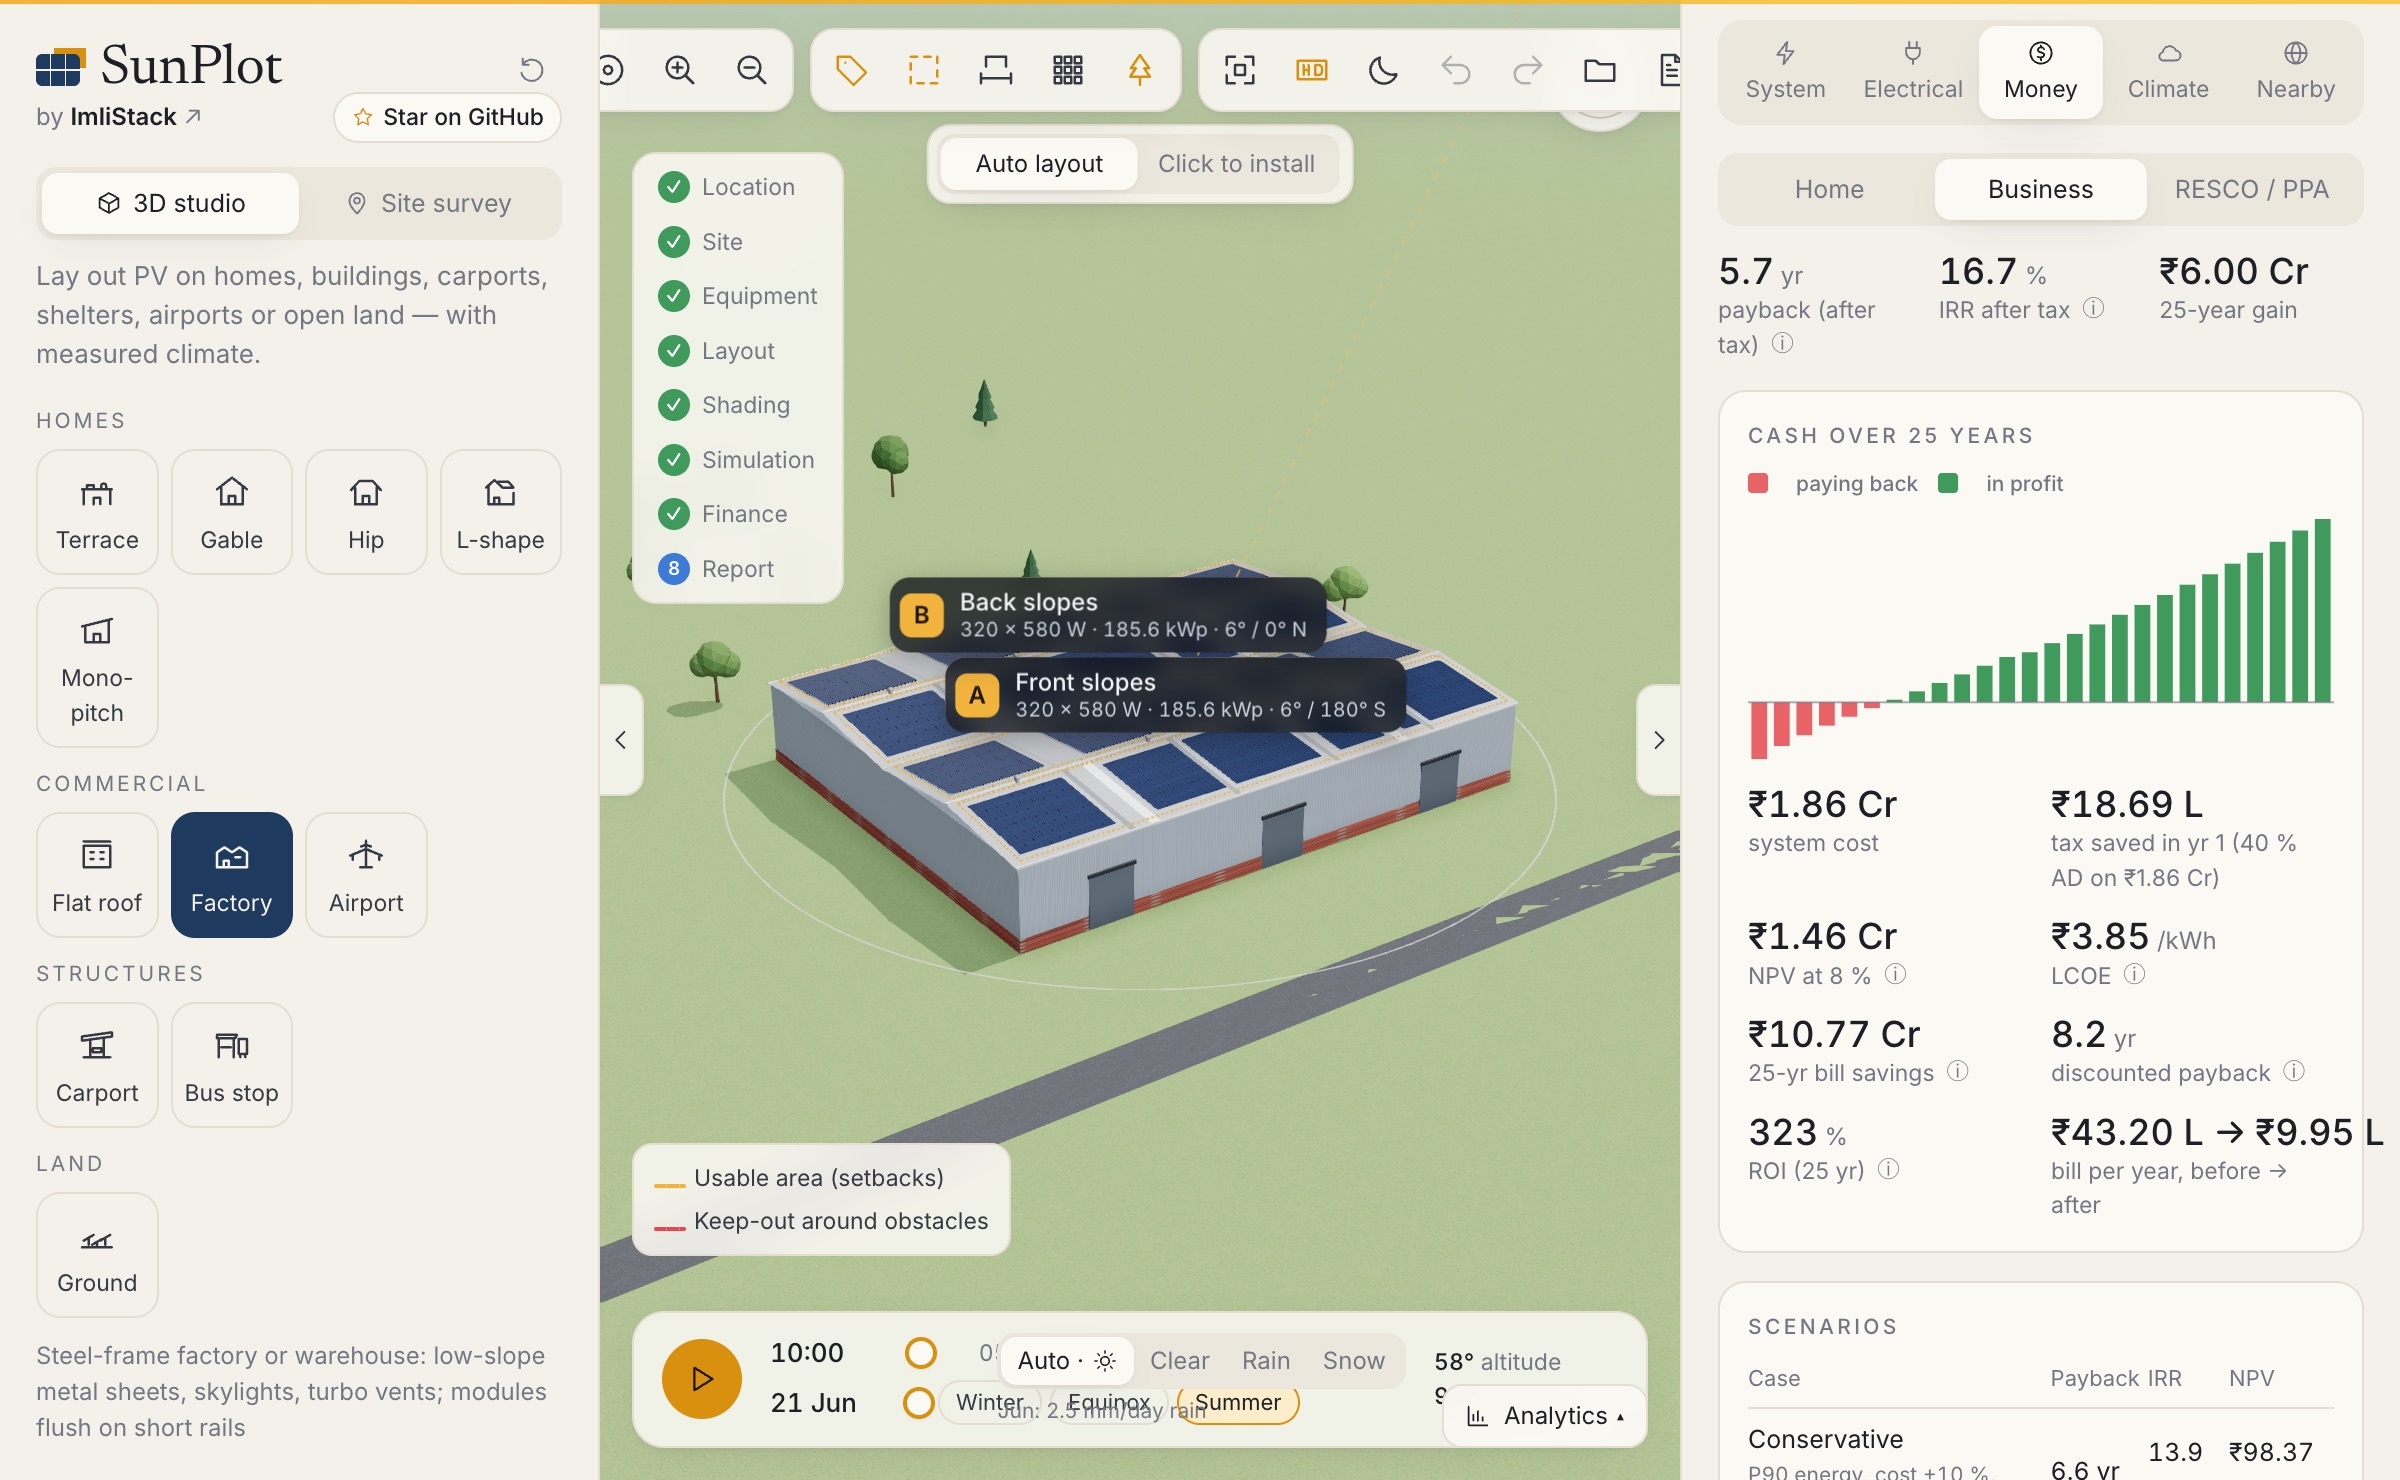 SunPlot
by ImliStack ↗
Star on GitHub
3D studio
Site survey
Lay out PV on homes, buildings, carports,
shelters, airports or open land — with
measured climate.
HOMES
Terrace
Gable
Hip
L-shape
Mono-
pitch
COMMERCIAL
Flat roof
Factory
Airport
STRUCTURES
Carport
Bus stop
LAND
Ground
Steel-frame factory or warehouse: low-slope
metal sheets, skylights, turbo vents; modules
flush on short rails
HD
Auto layout
Click to install
Location
Site
Equipment
Layout
Shading
Simulation
Finance
8 Report
B Back slopes
320 × 580 W · 185.6 kWp · 6° / 0° N
A Front slopes
320 × 580 W · 185.6 kWp · 6° / 180° S
Usable area (setbacks)
Keep-out around obstacles
10:00
Auto ·
Clear
Rain
Snow
58° altitude
21 Jun
Winter
Equinox
Summer
Jun: 2.5 mm/day rain
Analytics ▴
System
Electrical
Money
Climate
Nearby
Home
Business
RESCO / PPA
5.7 yr
payback (after
tax) ⓘ
16.7 %
IRR after tax ⓘ
₹6.00 Cr
25-year gain
CASH OVER 25 YEARS
paying back
in profit
₹1.86 Cr
system cost
₹18.69 L
tax saved in yr 1 (40 %
AD on ₹1.86 Cr)
₹1.46 Cr
NPV at 8 % ⓘ
₹3.85 /kWh
LCOE ⓘ
₹10.77 Cr
25-yr bill savings ⓘ
8.2 yr
discounted payback ⓘ
323 %
ROI (25 yr) ⓘ
₹43.20 L → ₹9.95 L
bill per year, before →
after
SCENARIOS
Case
Payback
IRR
NPV
Conservative
P90 energy, cost +10 %,
6.6 yr
13.9
₹98.37